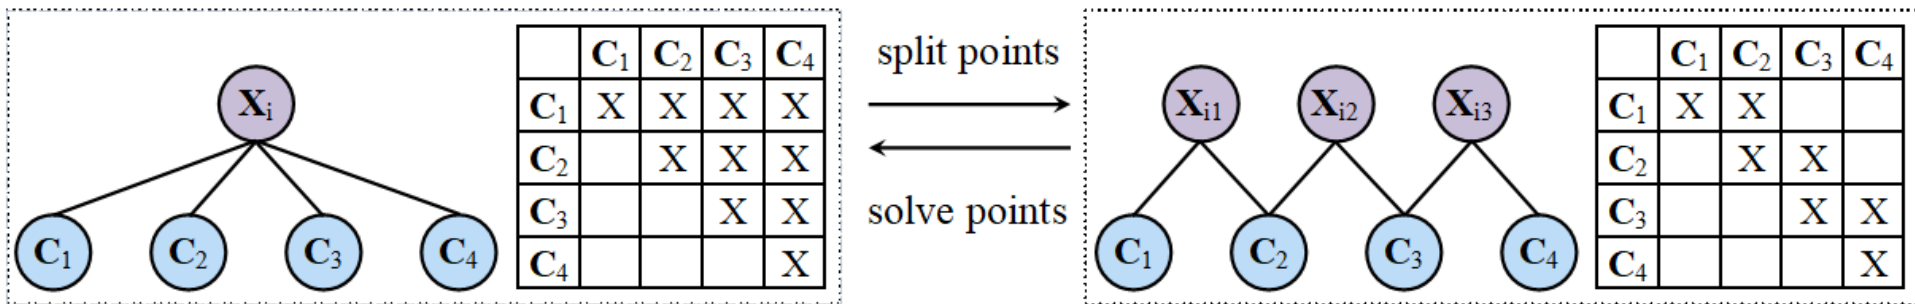 Xi
C1 C2 C3 C4
C1 C2 C3 C4
C1 X X X X
C2 X X X
C3 X X
C4 X
split points
solve points
Xi1 Xi2 Xi3
C1 C2 C3 C4
C1 C2 C3 C4
C1 X X
C2 X X
C3 X X
C4 X